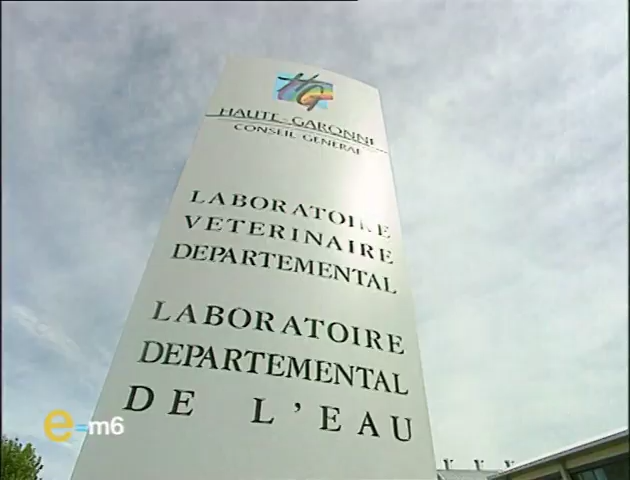 HG
HAUTE-GARONNE
CONSEIL GENERAL
LABORATOIRE
VETERINAIRE
DEPARTEMENTAL
LABORATOIRE
DEPARTEMENTAL
DE L'EAU
e=m6